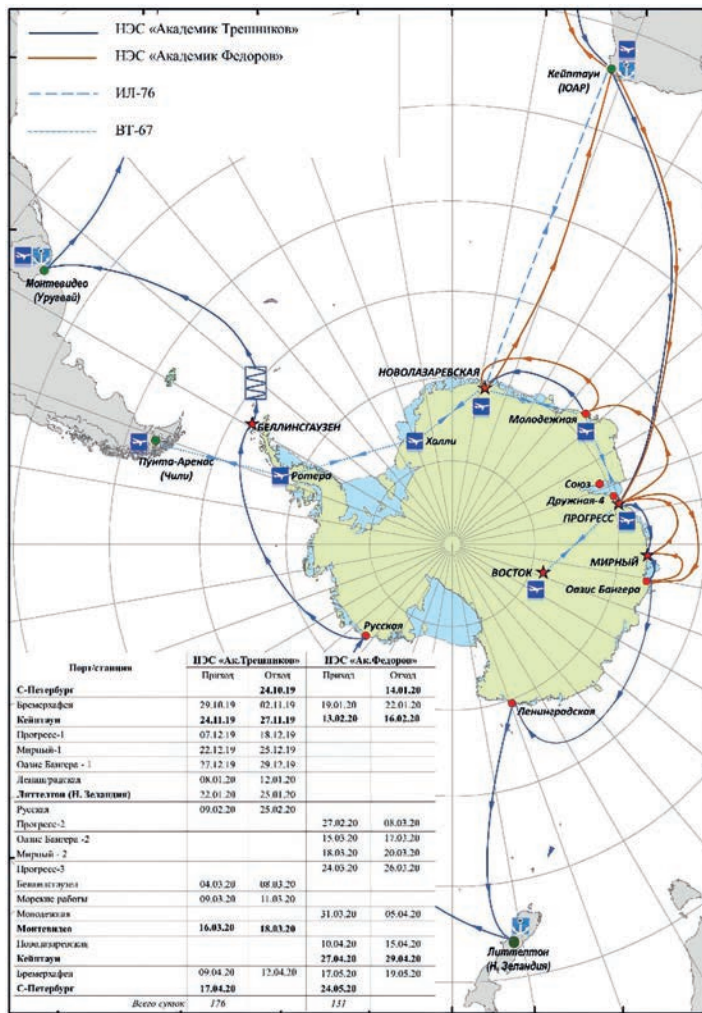 НЭС «Академик Трешников»
НЭС «Академик Федоров»
ИЛ-76
ВТ-67
Кейптаун
(ЮАР)
Монтевидео
(Уругвай)
НОВОЛАЗАРЕВСКАЯ
БЕЛЛИНСГАУЗЕН
Молодежная
Халли
Пунта-Аренас
(Чили)
Ротера
Союз
Дружная-4
ПРОГРЕСС
МИРНЫЙ
ВОСТОК
Оазис Бангера
Русская
Ленинградская
Литтелтон
(Н. Зеландия)
Порт/станция НЭС «Ак.Трешников» НЭС «Ак.Федоров»
Приход Отход Приход Отход
С-Петербург 24.10.19 14.01.20
Бремерхафен 29.10.19 02.11.19 19.01.20 22.01.20
Кейптаун 24.11.19 27.11.19 13.02.20 16.02.20
Прогресс-1 07.12.19 18.12.19
Мирный-1 22.12.19 25.12.19
Оазис Бангера - 1 27.12.19 29.12.19
Ленинградская 08.01.20 12.01.20
Литтелтон (Н. Зеландия) 22.01.20 25.01.20
Русская 09.02.20 25.02.20
Прогресс-2 27.02.20 08.03.20
Оазис Бангера -2 15.03.20 17.03.20
Мирный - 2 18.03.20 20.03.20
Прогресс-3 24.03.20 26.03.20
Беллинсгаузен 04.03.20 08.03.20
Морские работы 09.03.20 11.03.20
Молодежная 31.03.20 05.04.20
Монтевидео 16.03.20 18.03.20
Новолазаревская 10.04.20 15.04.20
Кейптаун 27.04.20 29.04.20
Бремерхафен 09.04.20 12.04.20 17.05.20 19.05.20
С-Петербург 17.04.20 24.05.20
Всего суток 176 131